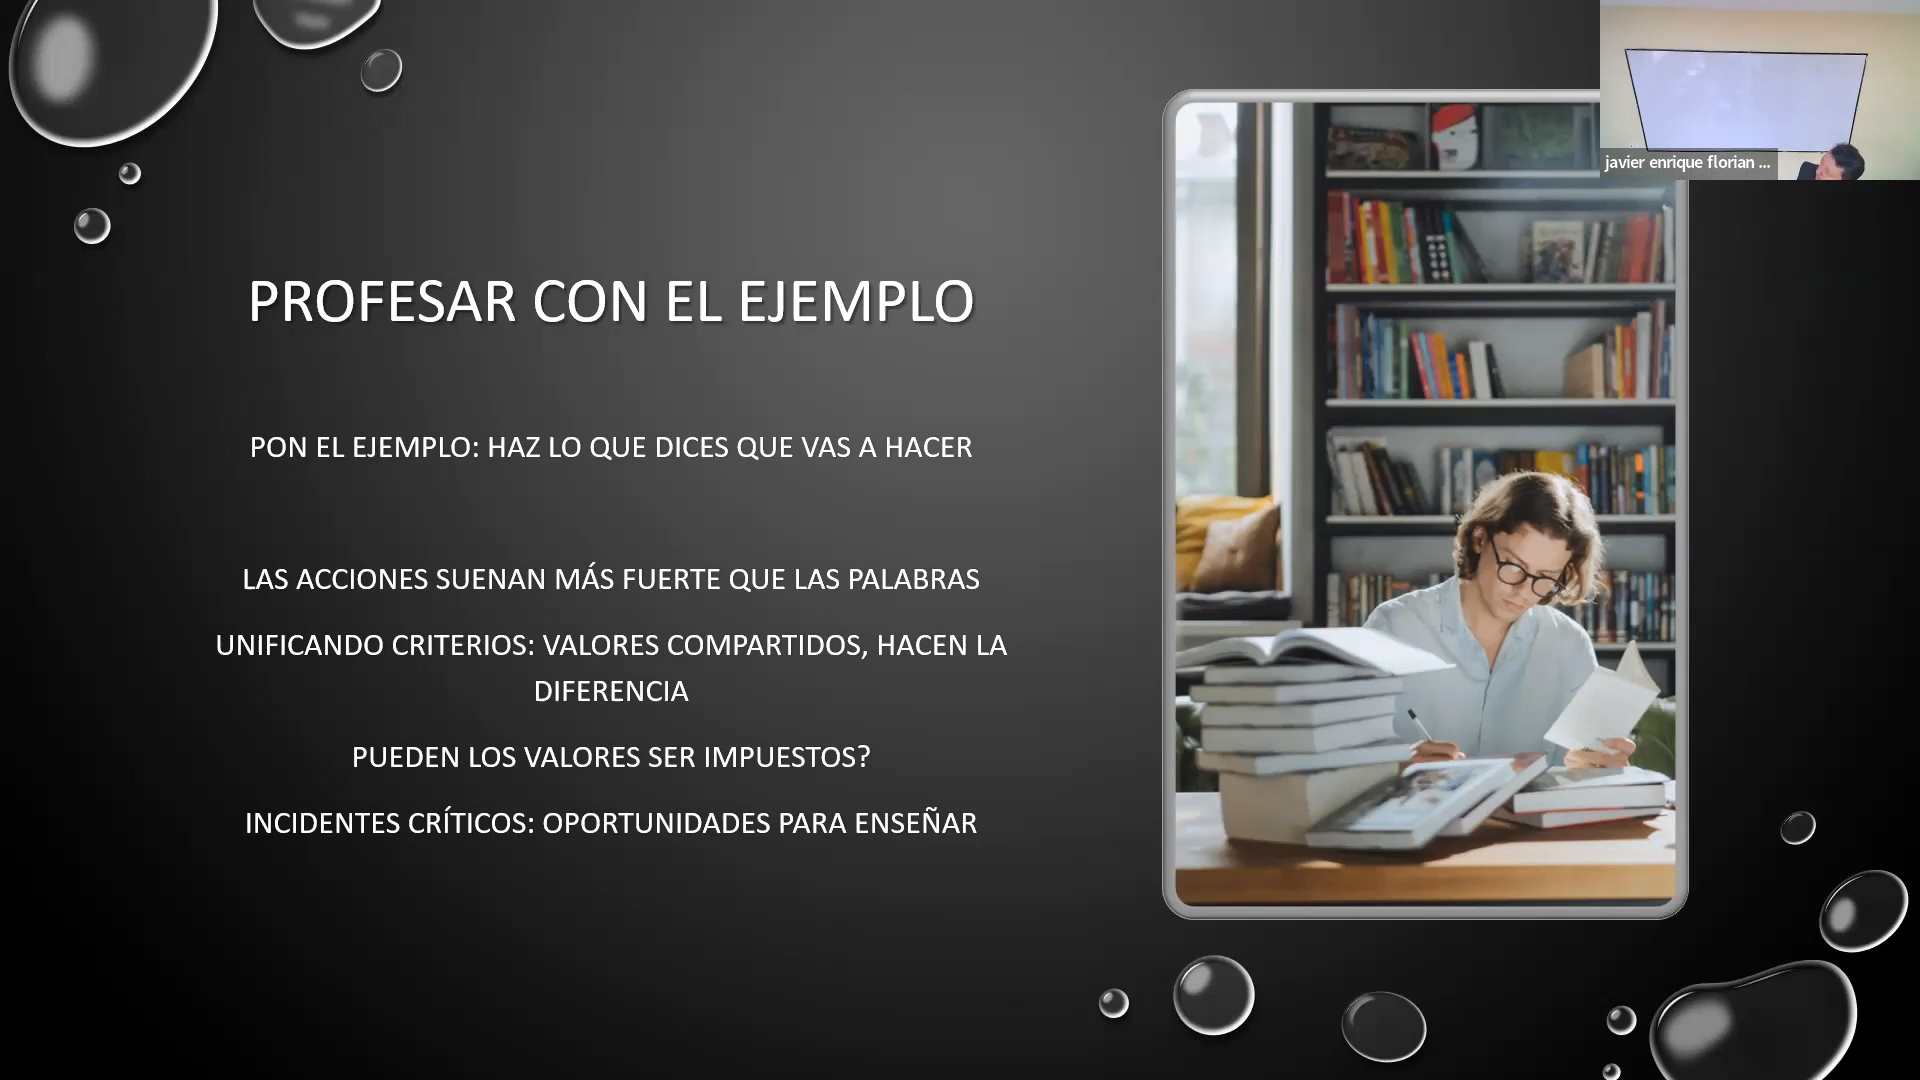 javier enrique florian ...
PROFESAR CON EL EJEMPLO
PON EL EJEMPLO: HAZ LO QUE DICES QUE VAS A HACER
LAS ACCIONES SUENAN MÁS FUERTE QUE LAS PALABRAS
UNIFICANDO CRITERIOS: VALORES COMPARTIDOS, HACEN LA
DIFERENCIA
PUEDEN LOS VALORES SER IMPUESTOS?
INCIDENTES CRÍTICOS: OPORTUNIDADES PARA ENSEÑAR